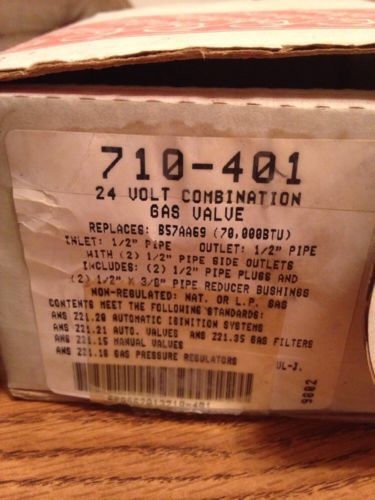 710-401
24 VOLT COMBINATION
GAS VALVE
REPLACES: B57AA69 (70,000BTU)
INLET: 1/2" PIPE OUTLET: 1/2" PIPE
WITH (2) 1/2" PIPE SIDE OUTLETS
INCLUDES: (2) 1/2" PIPE PLUGS AND
(2) 1/2" X 3/8" PIPE REDUCER BUSHINGS
NON-REGULATED: NAT. OR L.P. GAS
CONTENTS MEET THE FOLLOWING STANDARDS:
ANS Z21.20 AUTOMATIC IGINITION SYSTEMS
ANS Z21.21 AUTO. VALVES ANS Z21.35 GAS FILTERS
ANS Z21.15 MANUAL VALVES
ANS Z21.18 GAS PRESSURE REGULATORS
UL-J.
9802